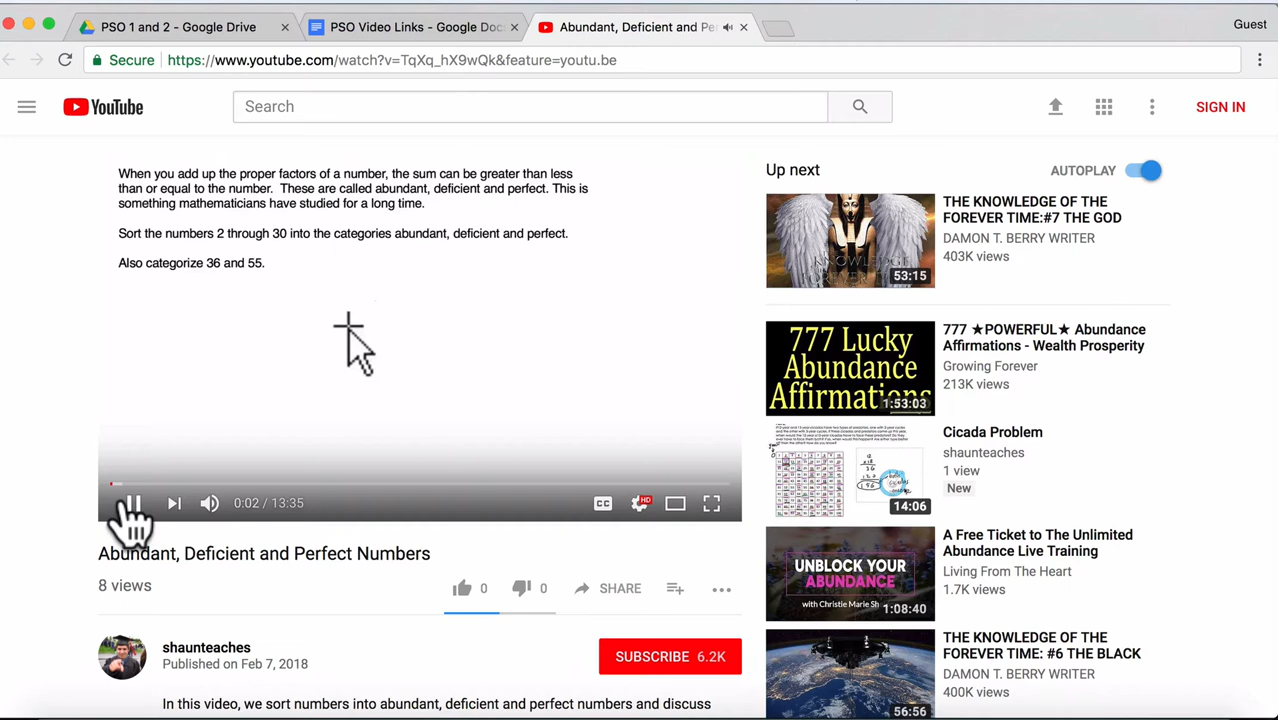 PSO 1 and 2 - Google Drive
PSO Video Links - Google Doc
Abundant, Deficient and Pe
Guest
Secure
https://www.youtube.com/watch?v=TqXq_hX9wQk&feature=youtu.be
YouTube
Search
SIGN IN
When you add up the proper factors of a number, the sum can be greater than less
than or equal to the number. These are called abundant, deficient and perfect. This is
something mathematicians have studied for a long time.
Sort the numbers 2 through 30 into the categories abundant, deficient and perfect.
Also categorize 36 and 55.
0:02 / 13:35
CC
HD
Abundant, Deficient and Perfect Numbers
8 views
0
0
SHARE
shaunteaches
Published on Feb 7, 2018
SUBSCRIBE 6.2K
In this video, we sort numbers into abundant, deficient and perfect numbers and discuss
Up next
AUTOPLAY
53:15
THE KNOWLEDGE OF THE
FOREVER TIME:#7 THE GOD
DAMON T. BERRY WRITER
403K views
777 Lucky
Abundance
Affirmations
1:53:03
777 ★POWERFUL★ Abundance
Affirmations - Wealth Prosperity
Growing Forever
213K views
14:06
Cicada Problem
shaunteaches
1 view
New
UNBLOCK YOUR
ABUNDANCE
with Christie Marie Sh
1:08:40
A Free Ticket to The Unlimited
Abundance Live Training
Living From The Heart
1.7K views
56:56
THE KNOWLEDGE OF THE
FOREVER TIME: #6 THE BLACK
DAMON T. BERRY WRITER
400K views